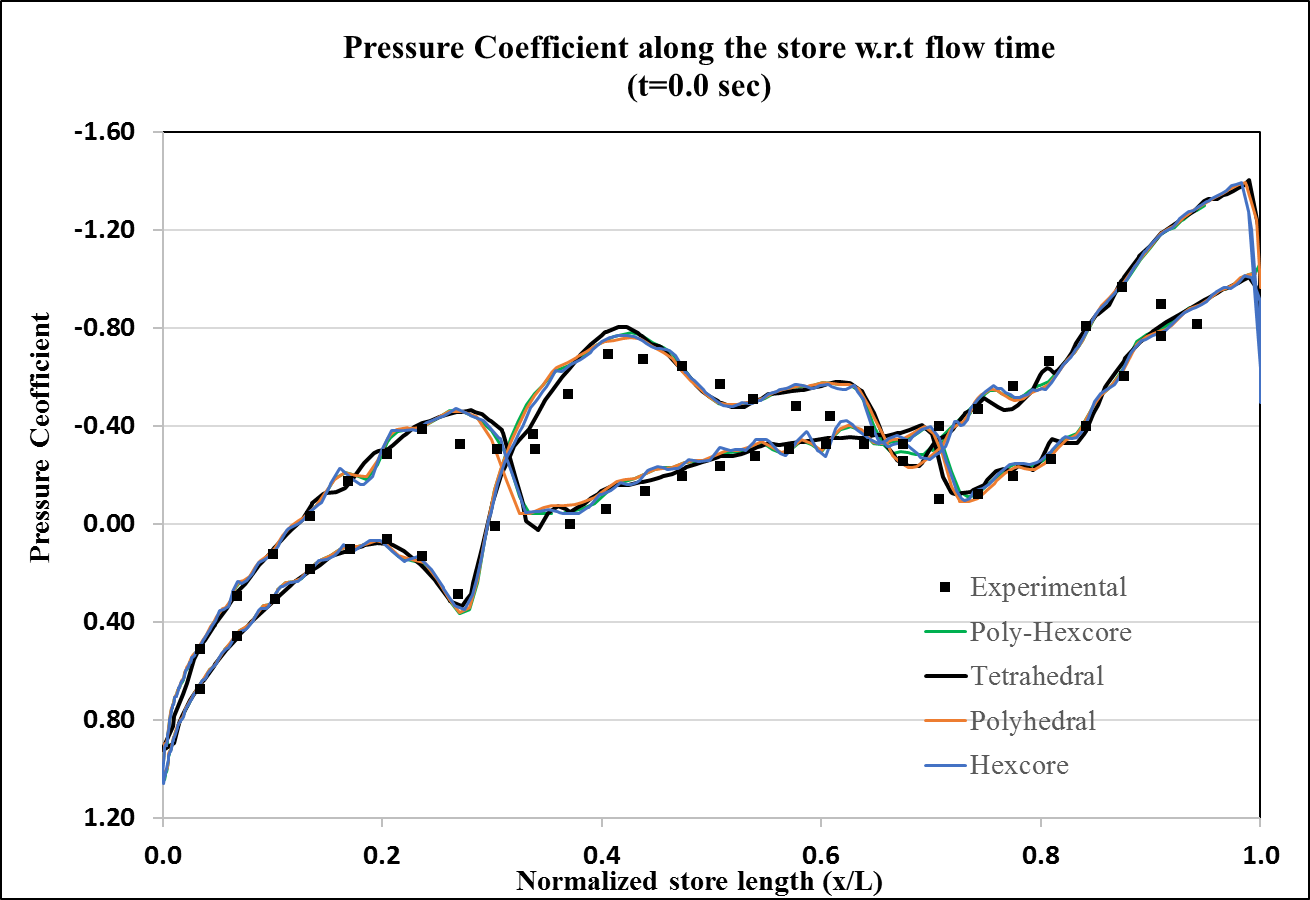 Pressure Coefficient along the store w.r.t flow time
(t=0.0 sec)
-1.60
-1.20
-0.80
-0.40
0.00
0.40
0.80
1.20
Pressure Ceofficient
Experimental
Poly-Hexcore
Tetrahedral
Polyhedral
Hexcore
0.0 0.2 0.4 0.6 0.8 1.0
Normalized store length (x/L)